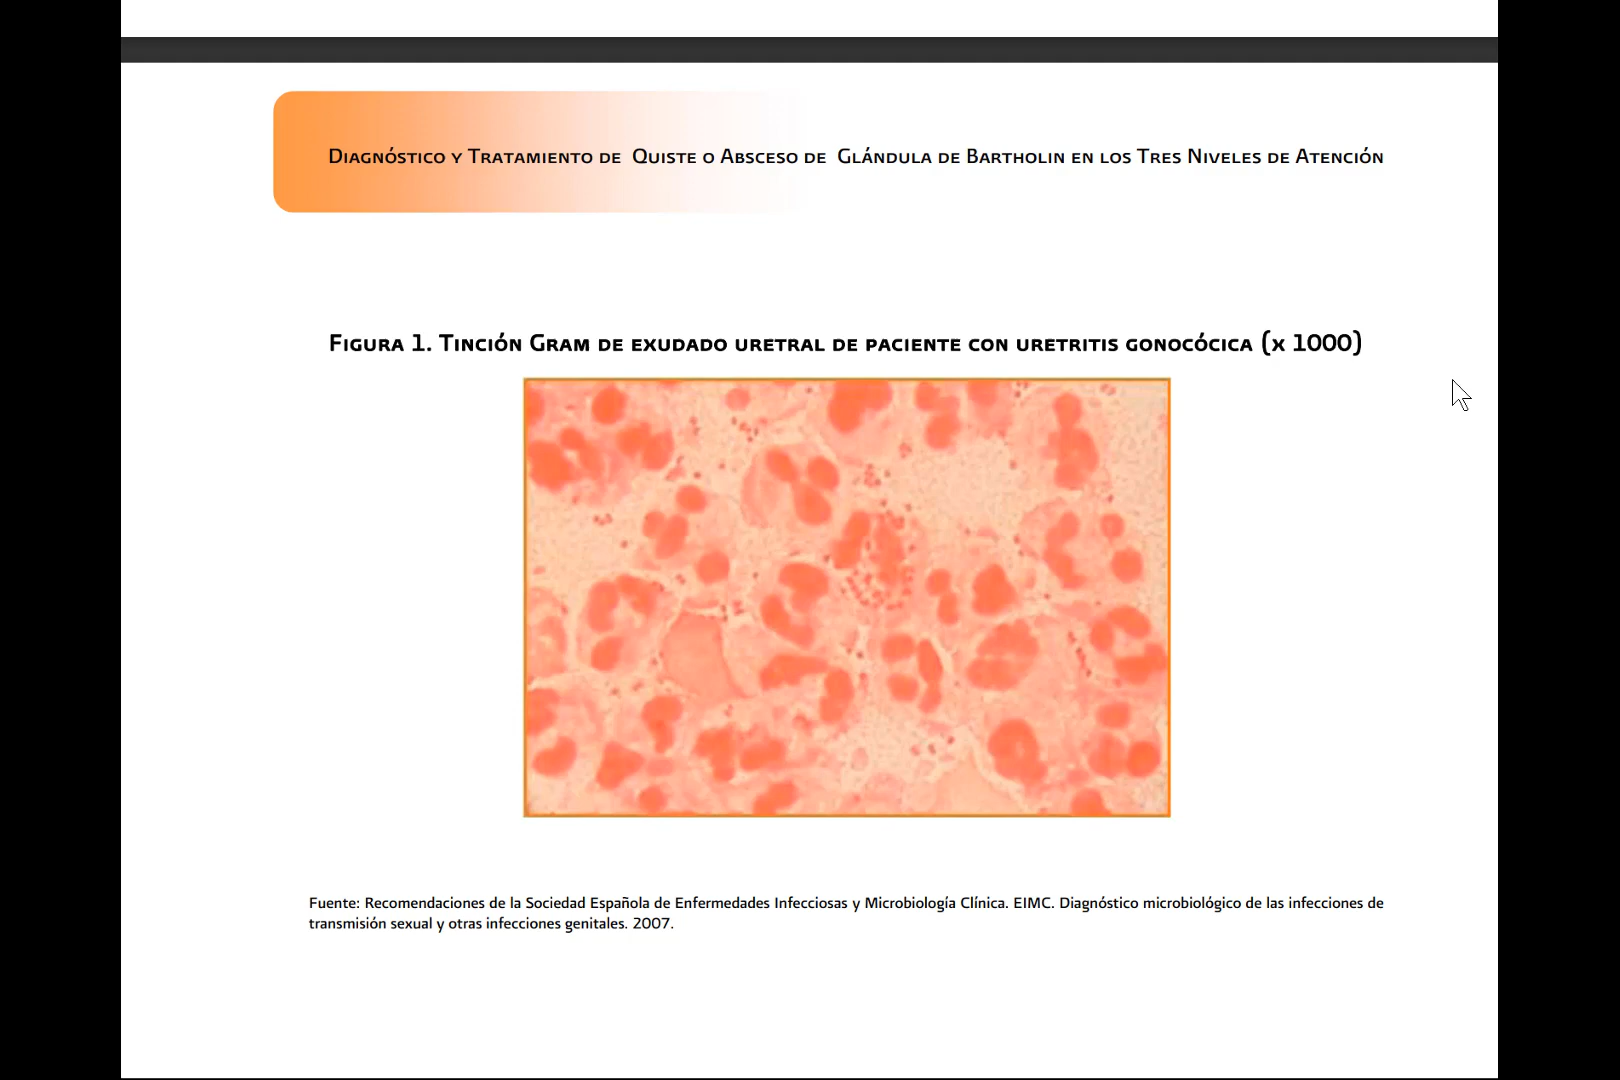 Diagnóstico y Tratamiento de Quiste o Absceso de Glándula de Bartholin en los Tres Niveles de Atención
Figura 1. Tinción Gram de exudado uretral de paciente con uretritis gonocócica (x 1000)
Fuente: Recomendaciones de la Sociedad Española de Enfermedades Infecciosas y Microbiología Clínica. EIMC. Diagnóstico microbiológico de las infecciones de
transmisión sexual y otras infecciones genitales. 2007.